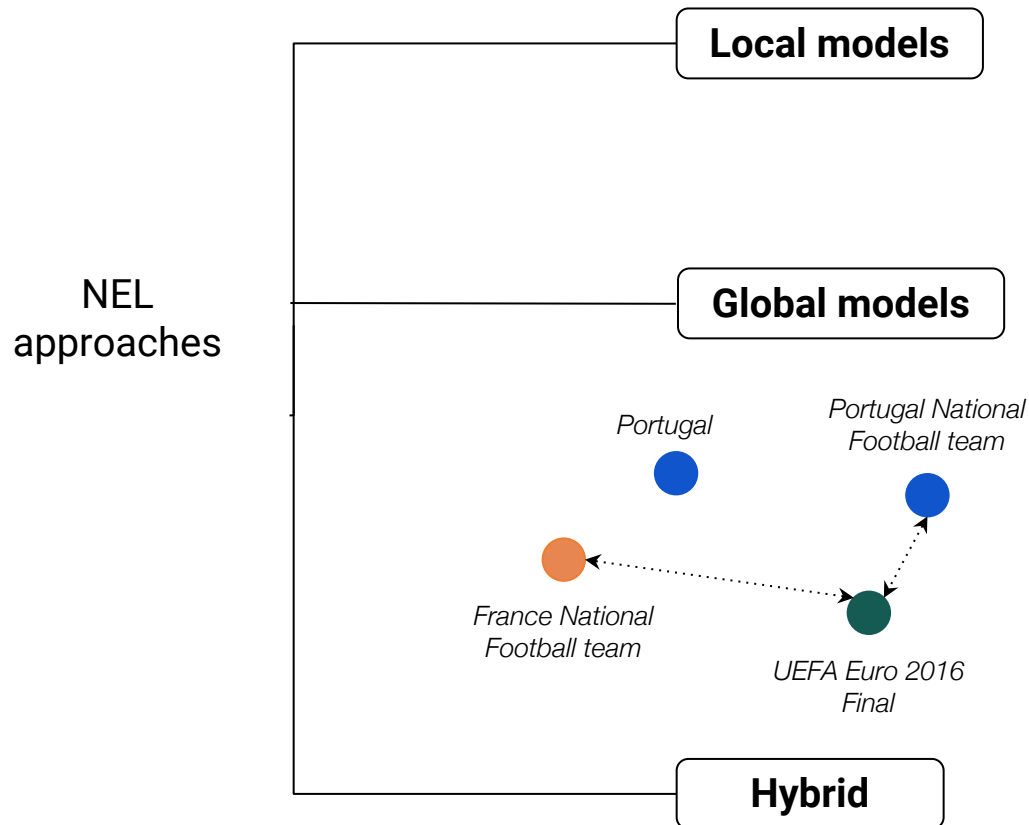 Local models
NEL
approaches
Global models
Portugal
Portugal National
Football team
France National
Football team
UEFA Euro 2016
Final
Hybrid